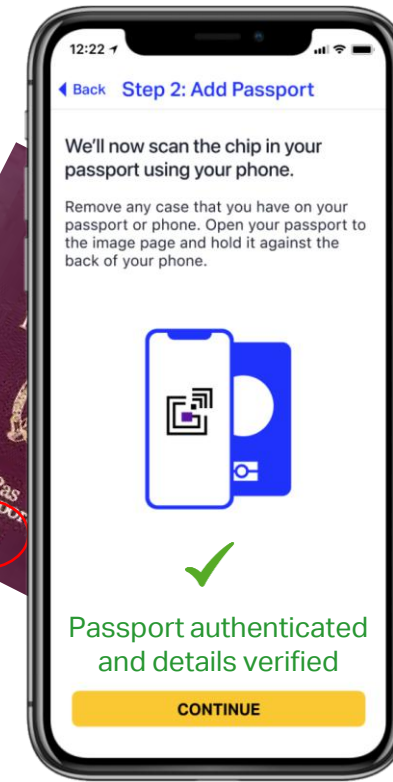 12:22
Back Step 2: Add Passport
We'll now scan the chip in your
passport using your phone.
Remove any case that you have on your
passport or phone. Open your passport to
the image page and hold it against the
back of your phone.
Passport authenticated
and details verified
CONTINUE